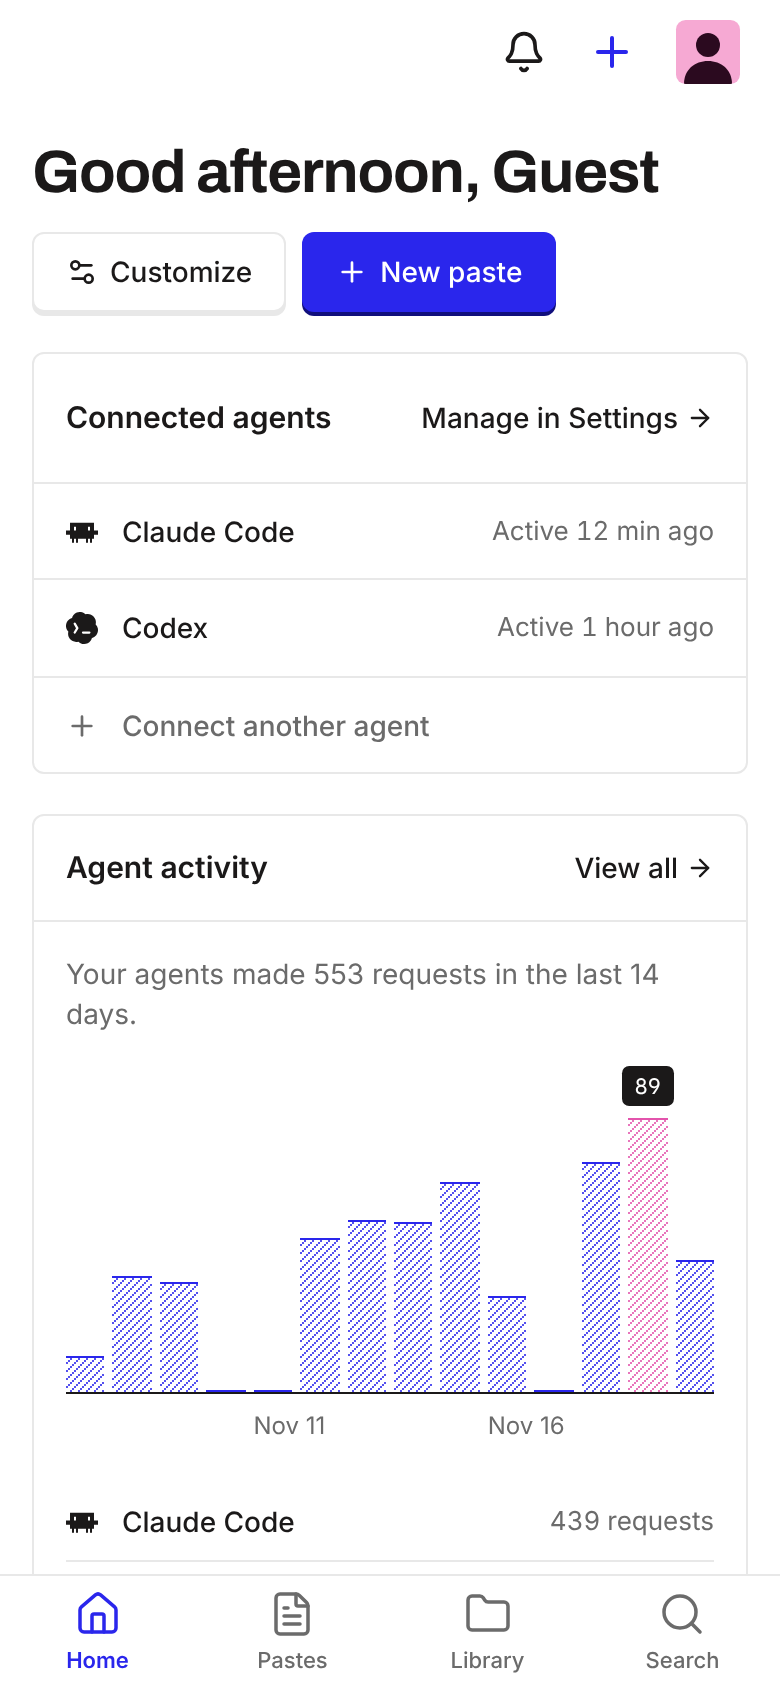 Good afternoon, Guest
Customize
New paste
Connected agents
Manage in Settings
Claude Code
Active 12 min ago
Codex
Active 1 hour ago
Connect another agent
Agent activity
View all
Your agents made 553 requests in the last 14
days.
89
Nov 11
Nov 16
Claude Code
439 requests
Home
Pastes
Library
Search